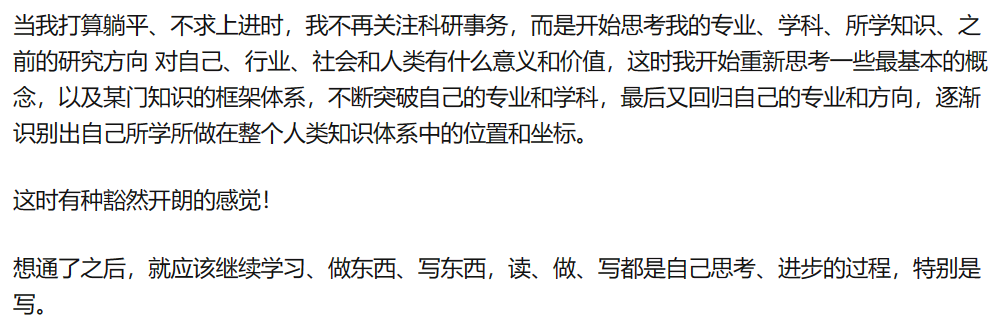 当我打算躺平、不求上进时，我不再关注科研事务，而是开始思考我的专业、学科、所学知识、之
前的研究方向 对自己、行业、社会和人类有什么意义和价值，这时我开始重新思考一些最基本的概
念，以及某门知识的框架体系，不断突破自己的专业和学科，最后又回归自己的专业和方向，逐渐
识别出自己所学所做在整个人类知识体系中的位置和坐标。
这时有种豁然开朗的感觉！
想通了之后，就应该继续学习、做东西、写东西，读、做、写都是自己思考、进步的过程，特别是
写。